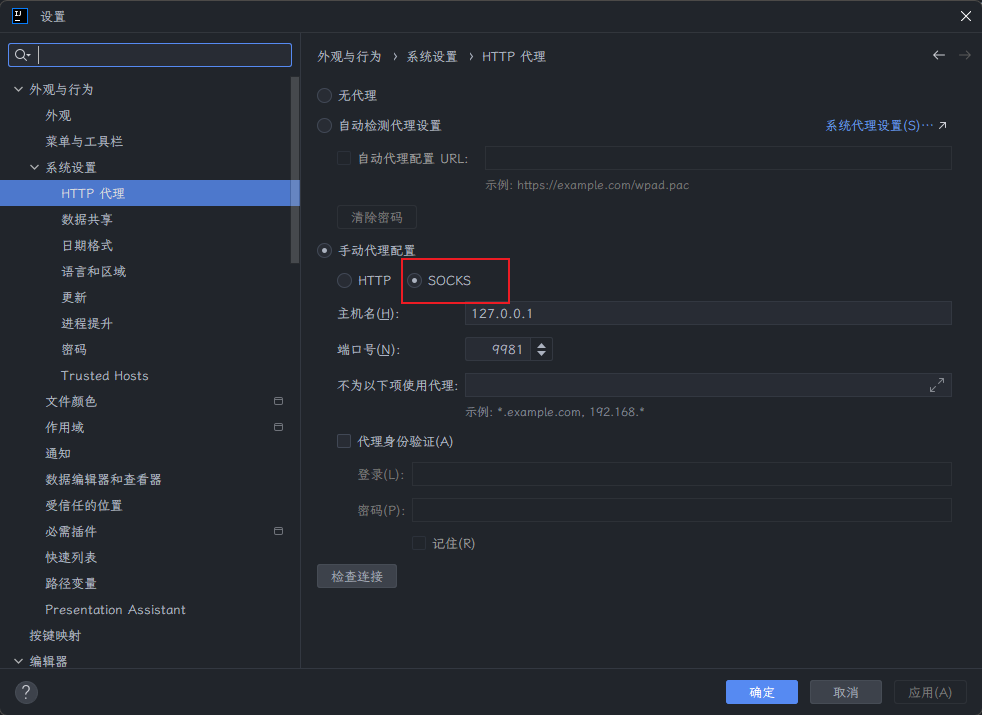 设置
外观与行为
外观
菜单与工具栏
系统设置
HTTP 代理
数据共享
日期格式
语言和区域
更新
进程提升
密码
Trusted Hosts
文件颜色
作用域
通知
数据编辑器和查看器
受信任的位置
必需插件
快速列表
路径变量
Presentation Assistant
按键映射
编辑器
外观与行为 › 系统设置 › HTTP 代理
无代理
自动检测代理设置 系统代理设置(S)…
自动代理配置 URL:
示例: https://example.com/wpad.pac
清除密码
手动代理配置
HTTP SOCKS
主机名(H): 127.0.0.1
端口号(N): 9981
不为以下项使用代理:
示例: *.example.com, 192.168.*
代理身份验证(A)
登录(L):
密码(P):
记住(R)
检查连接
? 确定 取消 应用(A)